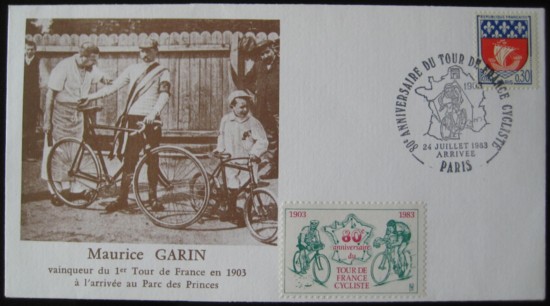 REPUBLIQUE FRANÇAISE
0.30
80e ANNIVERSAIRE DU TOUR DE FRANCE CYCLISTE
1903
24 JUILLET 1983
ARRIVEE
PARIS
Maurice GARIN
vainqueur du 1er Tour de France en 1903
à l'arrivée au Parc des Princes
1903 1983
80e
anniversaire
du
TOUR
DE FRANCE
CYCLISTE